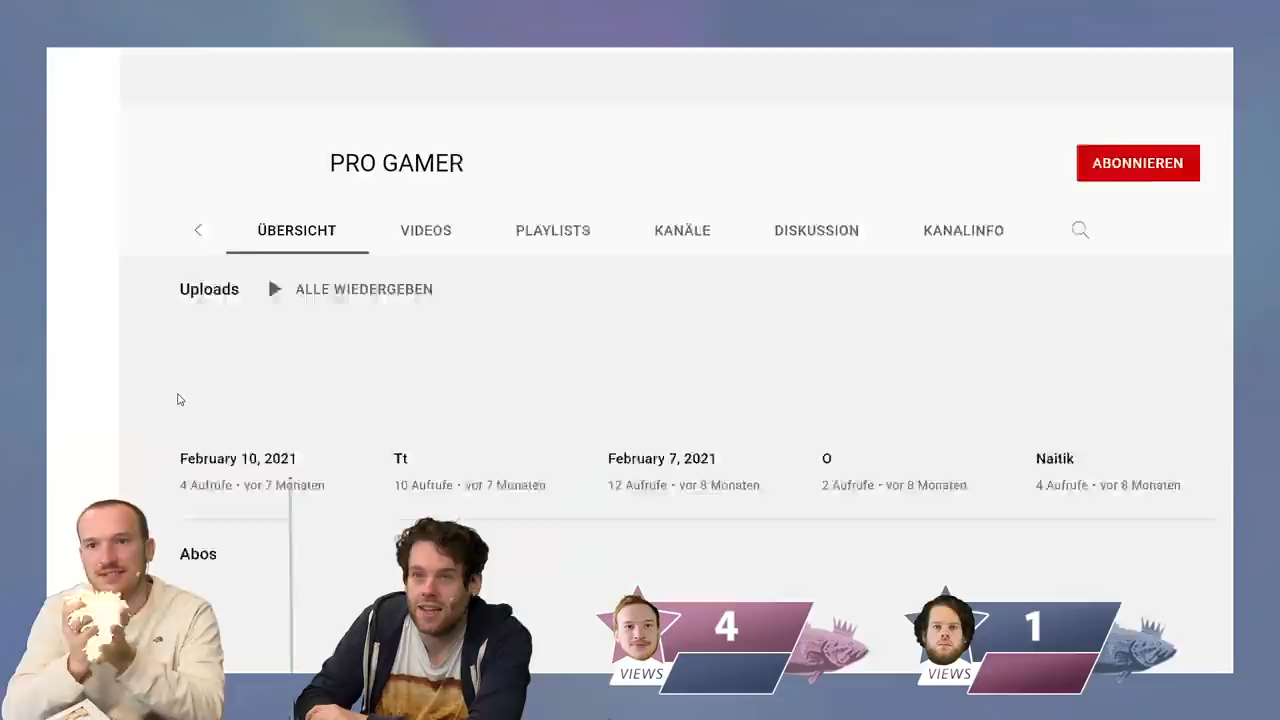 PRO GAMER
ABONNIEREN
ÜBERSICHT VIDEOS PLAYLISTS KANÄLE DISKUSSION KANALINFO
Uploads ALLE WIEDERGEBEN
February 10, 2021 Tt February 7, 2021 O Naitik
4 Aufrufe • vor 7 Monaten 10 Aufrufe • vor 7 Monaten 12 Aufrufe • vor 8 Monaten 2 Aufrufe • vor 8 Monaten 4 Aufrufe • vor 8 Monaten
Abos
4 1
VIEWS VIEWS